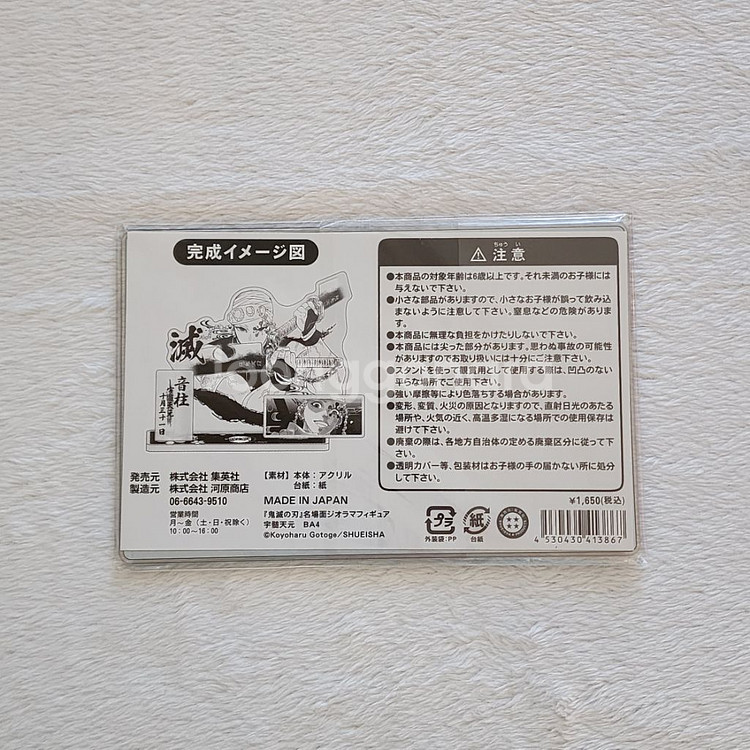 完成イメージ図
滅
音柱
十月三十一日
発売元 株式会社 集英社
製造元 株式会社 河原商店
06-6643-9510
営業時間
月～金(土・日・祝除く)
10:00～16:00
【素材】本体:アクリル
台紙:紙
MADE IN JAPAN
『鬼滅の刃』名場面ジオラマフィギュア
宇髄天元 BA4
©Koyoharu Gotoge/SHUEISHA
ちゅう い
注意
●本商品の対象年齢は6歳以上です。それ未満のお子様には
与えないで下さい。
●小さな部品がありますので、小さなお子様が誤って飲み込
まないように注意して下さい。窒息などの危険があります。
●本商品に無理な負担をかけたりしないで下さい。
●本商品には尖った部分があります。思わぬ事故の可能性
がありますのでお取り扱いには十分にご注意下さい。
●スタンドを使って鑑賞用として使用する際は、凹凸のない
平らな場所でご使用下さい。
●強い摩擦等により色落ちする場合があります。
●変形、変質、火災の原因となりますので、直射日光のあたる
場所や、火気の近く、高温多湿になる場所での使用保存は
避けて下さい。
●廃棄の際は、各地方自治体の定める廃棄区分に従って下
さい。
●透明カバー等、包装材はお子様の手の届かない所に処分
して下さい。
¥1,650(税込)
プラ
外装袋:PP
紙
台紙
4 530430 413867